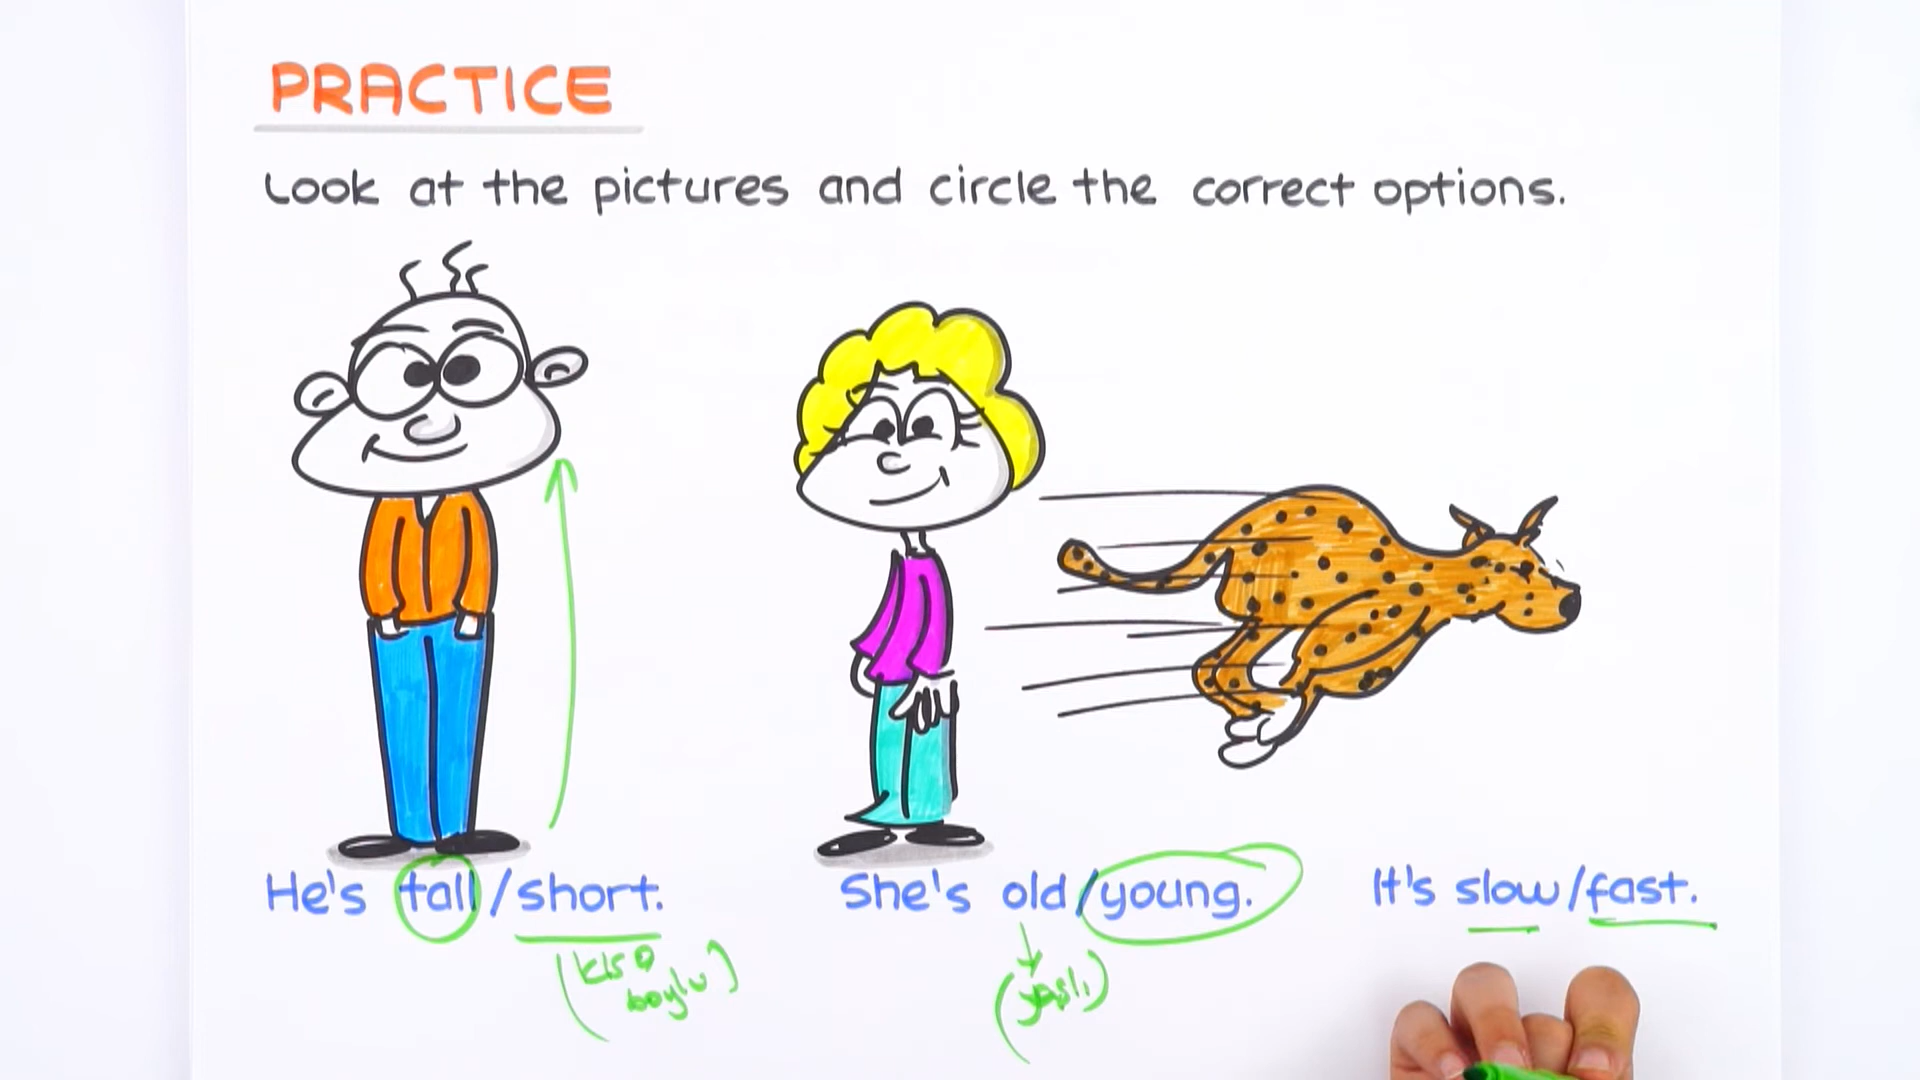 PRACTICE
Look at the pictures and circle the correct options.
He's tall/short.
(kısa
boylu)
She's old/young.
(yaşlı)
It's slow/fast.